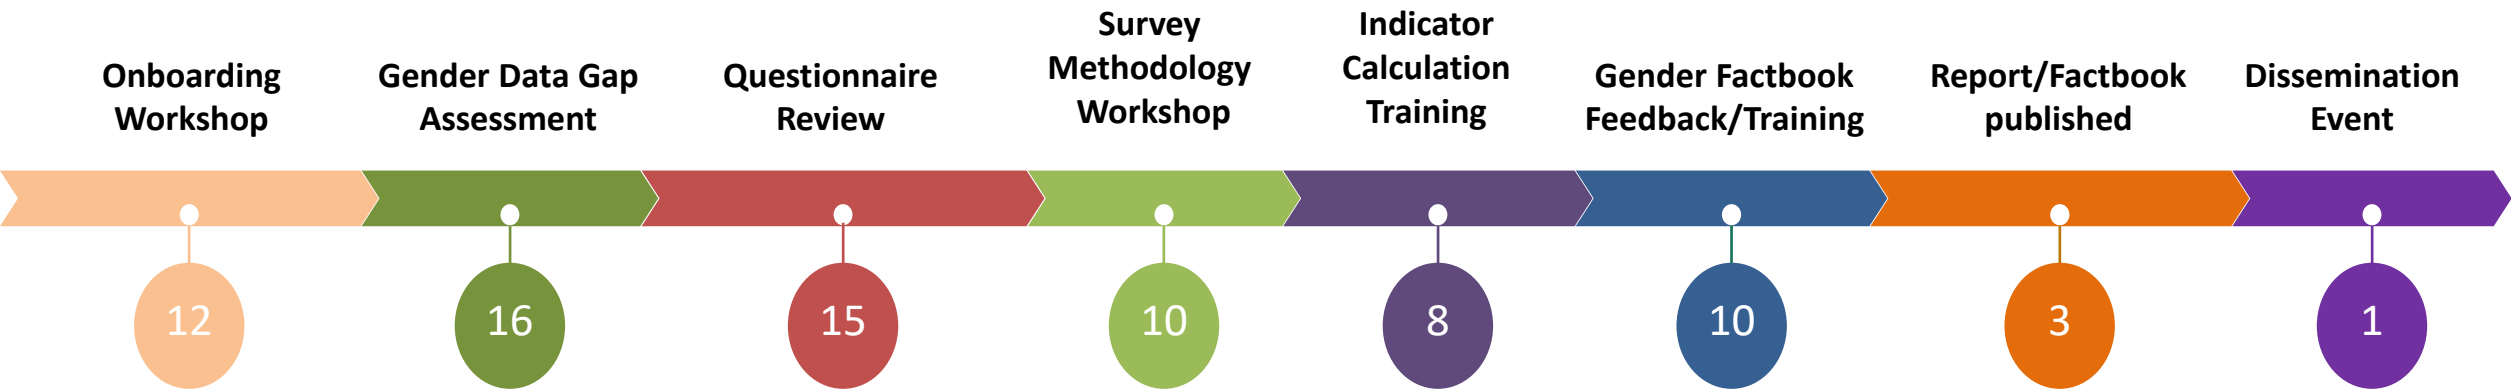 Onboarding
Workshop
Gender Data Gap
Assessment
Questionnaire
Review
Survey
Methodology
Workshop
Indicator
Calculation
Training
Gender Factbook
Feedback/Training
Report/Factbook
published
Dissemination
Event
12
16
15
10
8
10
3
1